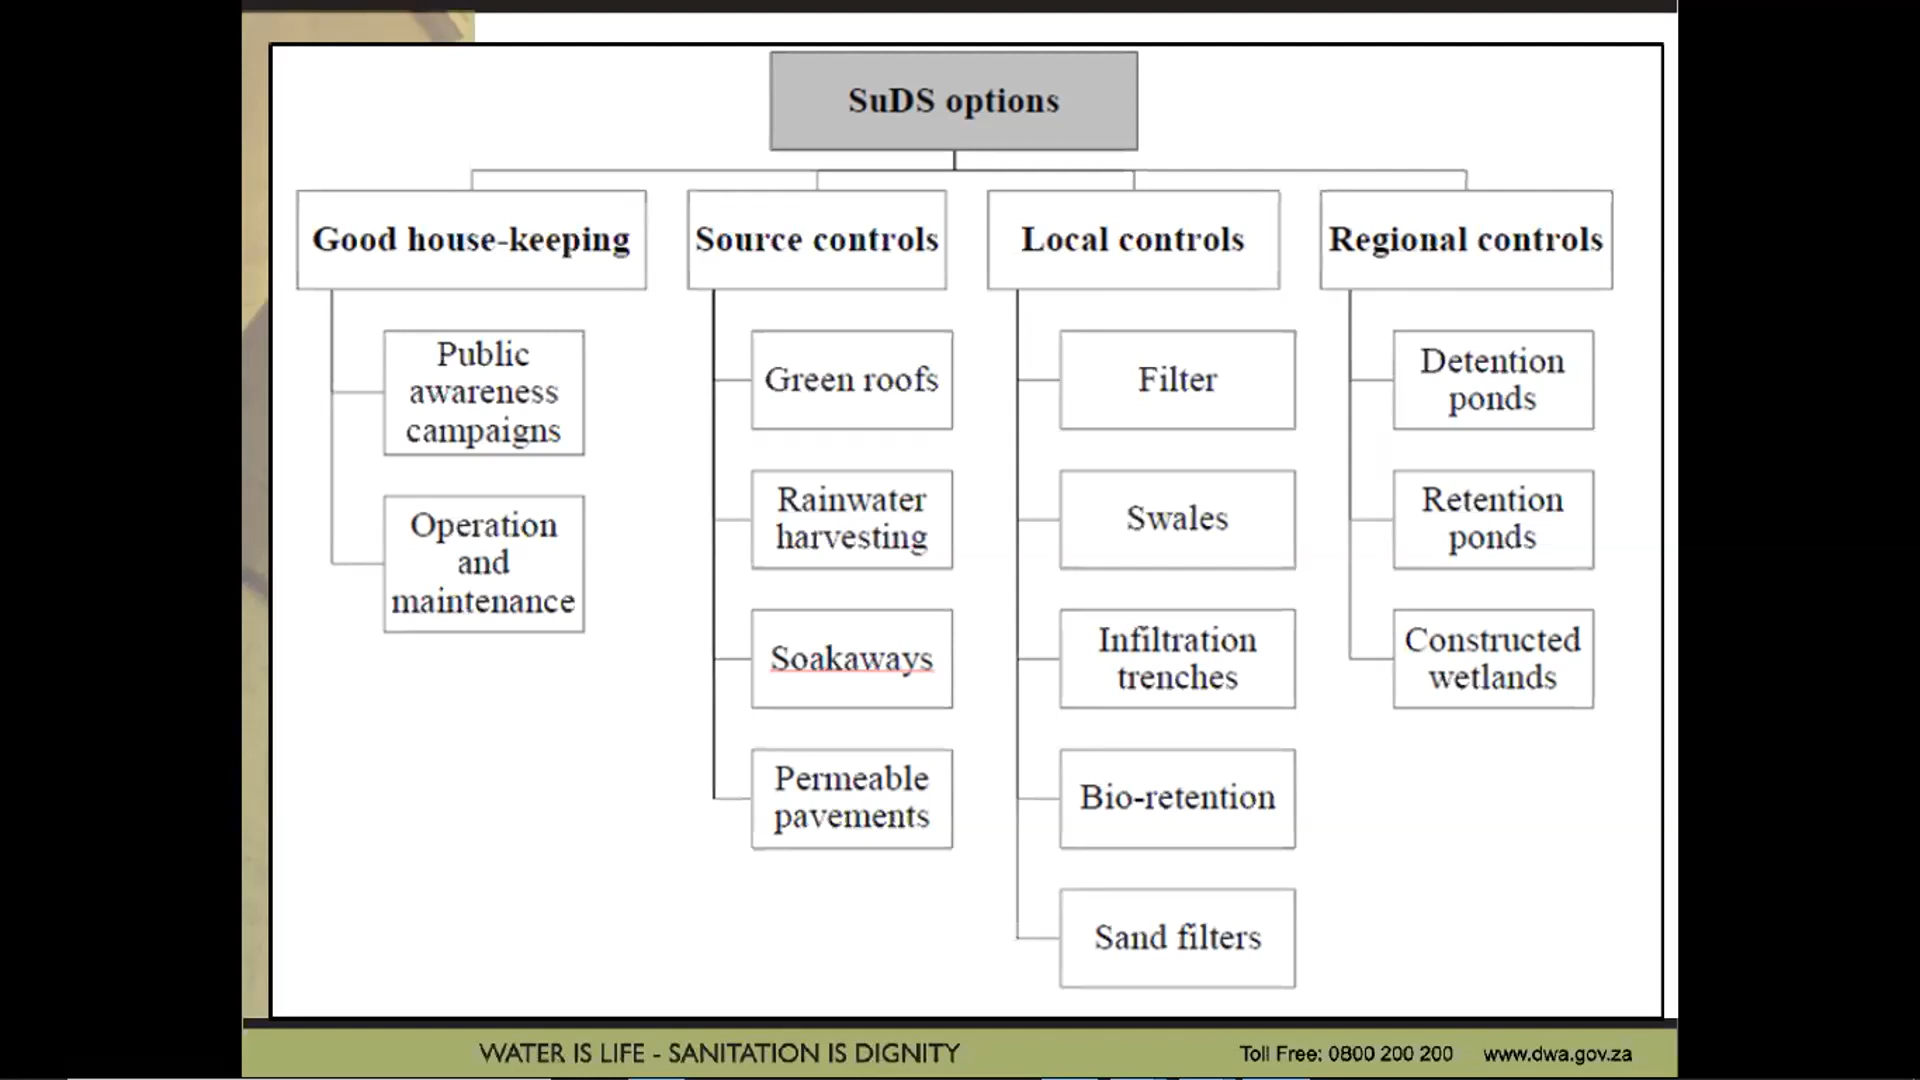 SuDS options
Good house-keeping
Source controls
Local controls
Regional controls
Public
awareness
campaigns
Operation
and
maintenance
Green roofs
Rainwater
harvesting
Soakaways
Permeable
pavements
Filter
Swales
Infiltration
trenches
Bio-retention
Sand filters
Detention
ponds
Retention
ponds
Constructed
wetlands
WATER IS LIFE - SANITATION IS DIGNITY
Toll Free: 0800 200 200 www.dwa.gov.za